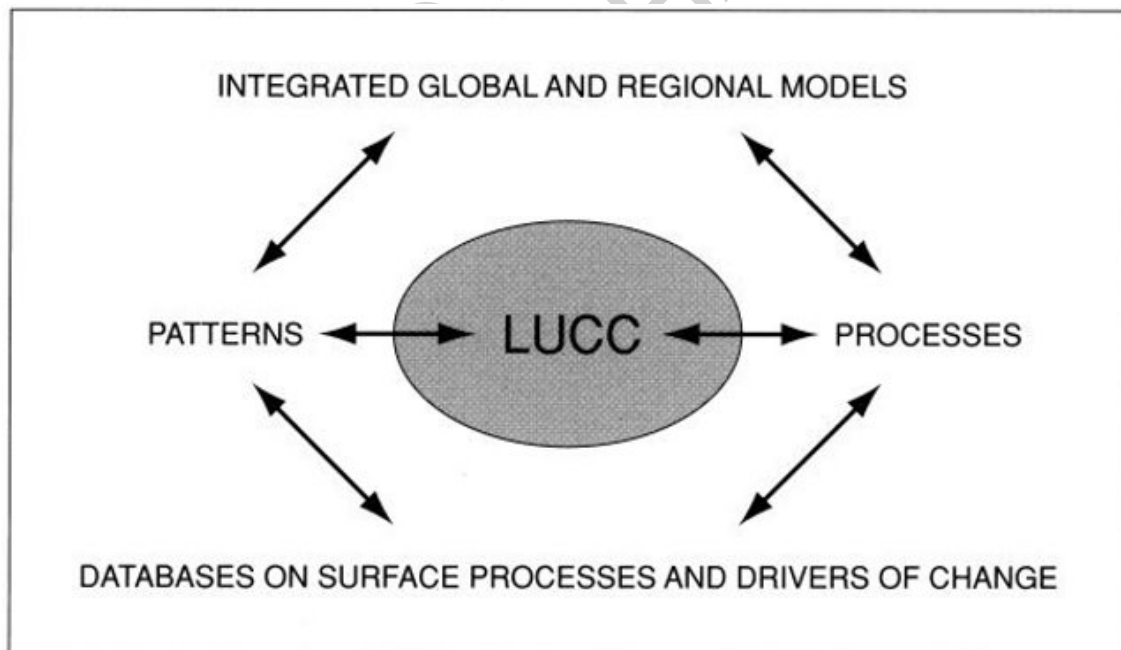 INTEGRATED GLOBAL AND REGIONAL MODELS
PATTERNS
LUCC
PROCESSES
DATABASES ON SURFACE PROCESSES AND DRIVERS OF CHANGE